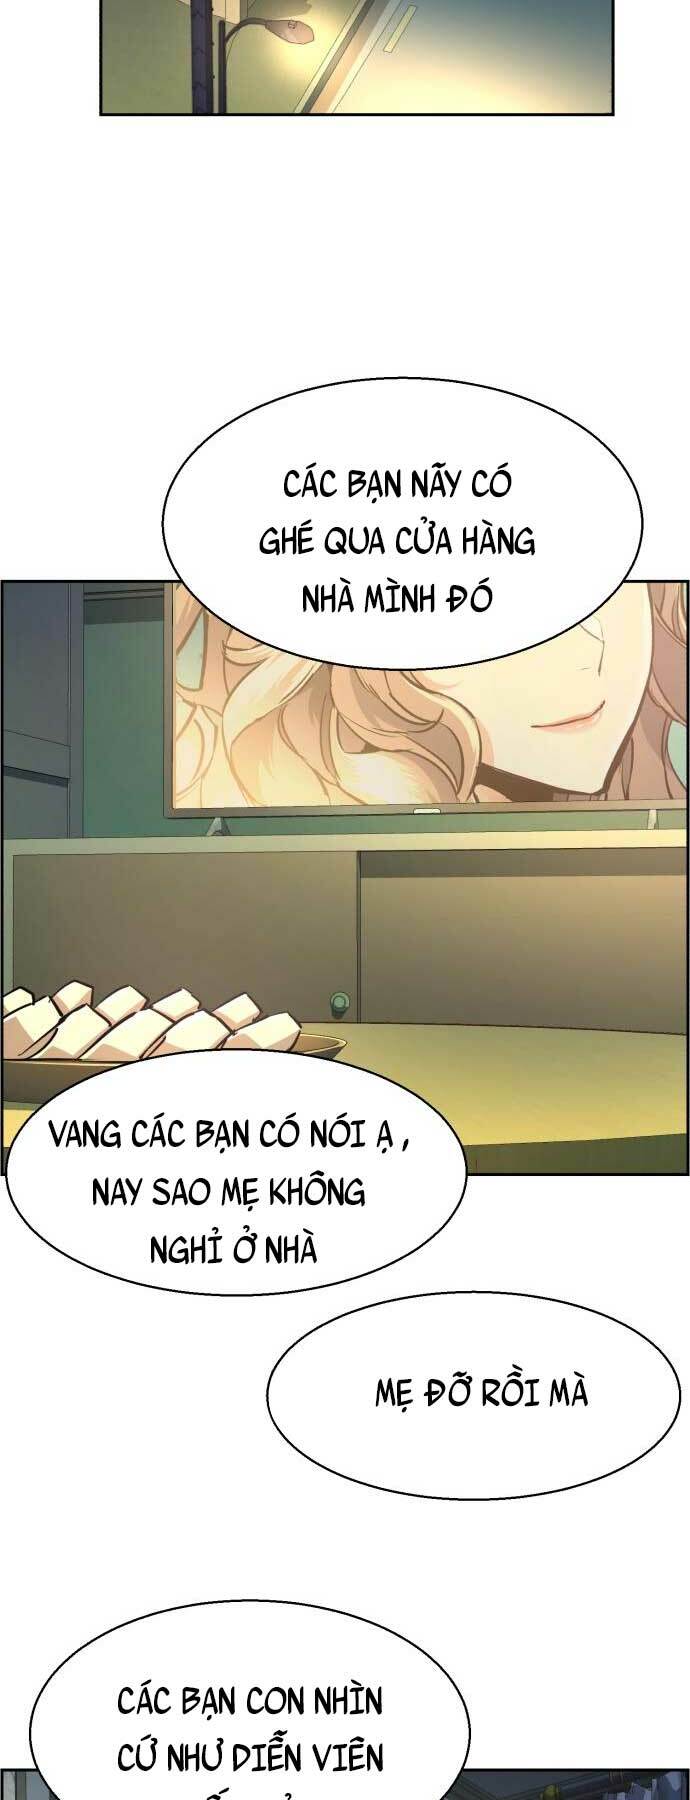 CÁC BẠN NÃY CÓ
GHÉ QUA CỬA HÀNG
NHÀ MÌNH ĐÓ
VANG CÁC BẠN CÓ NÓI Ạ,
NAY SAO MẸ KHÔNG
NGHỈ Ở NHÀ
MẸ ĐỠ RỒI MÀ
CÁC BẠN CON NHÌN
CỨ NHƯ DIỄN VIÊN